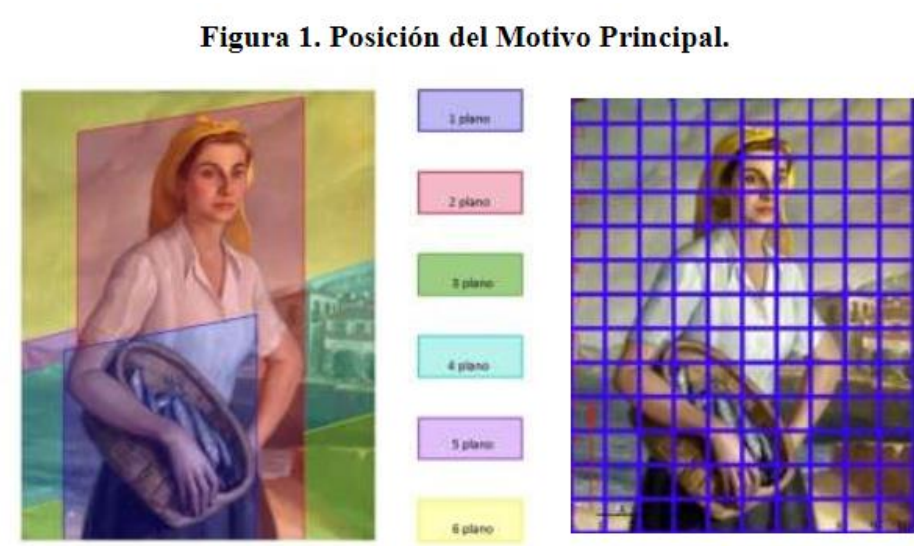 Figura 1. Posición del Motivo Principal.
1 plano
2 plano
3 plano
4 plano
5 plano
6 plano